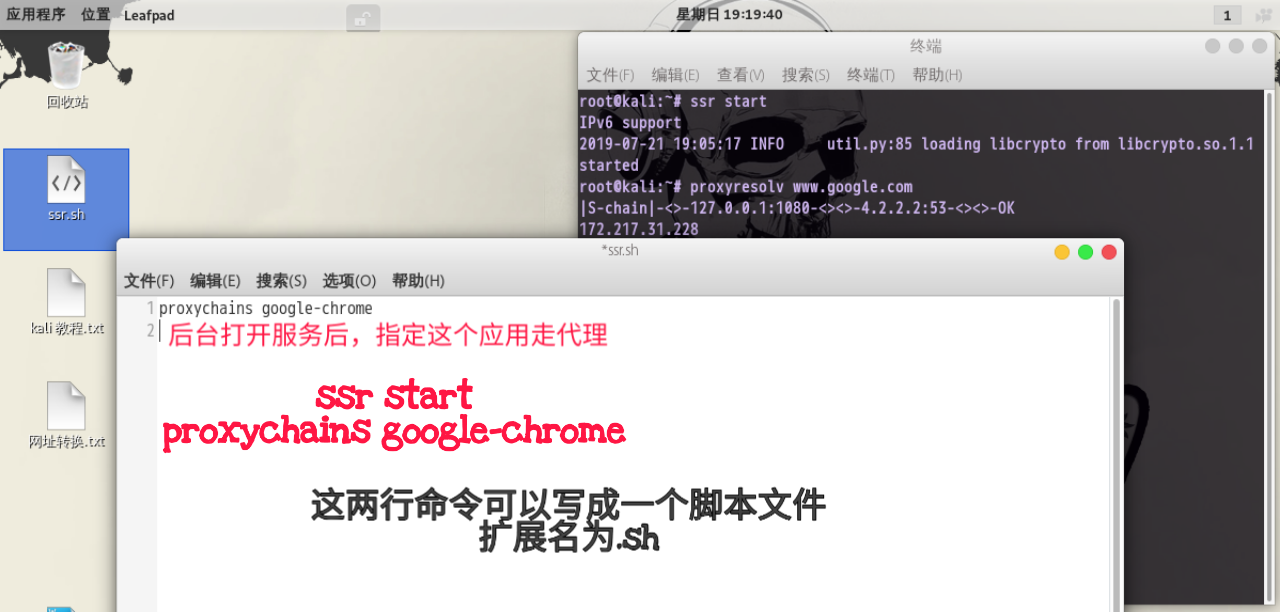 应用程序 位置 Leafpad 星期日 19:19:40 1
回收站
ssr.sh
kali 教程.txt
网址转换.txt
终端
文件(F) 编辑(E) 查看(V) 搜索(S) 终端(T) 帮助(H)
root@kali:~# ssr start
IPv6 support
2019-07-21 19:05:17 INFO util.py:85 loading libcrypto from libcrypto.so.1.1
started
root@kali:~# proxyresolv www.google.com
|S-chain|-<>-127.0.0.1:1080-<><>-4.2.2.2:53-<><>-OK
172.217.31.228
*ssr.sh
文件(F) 编辑(E) 搜索(S) 选项(O) 帮助(H)
1 proxychains google-chrome
2 后台打开服务后，指定这个应用走代理
ssr start
proxychains google-chrome
这两行命令可以写成一个脚本文件
扩展名为.sh